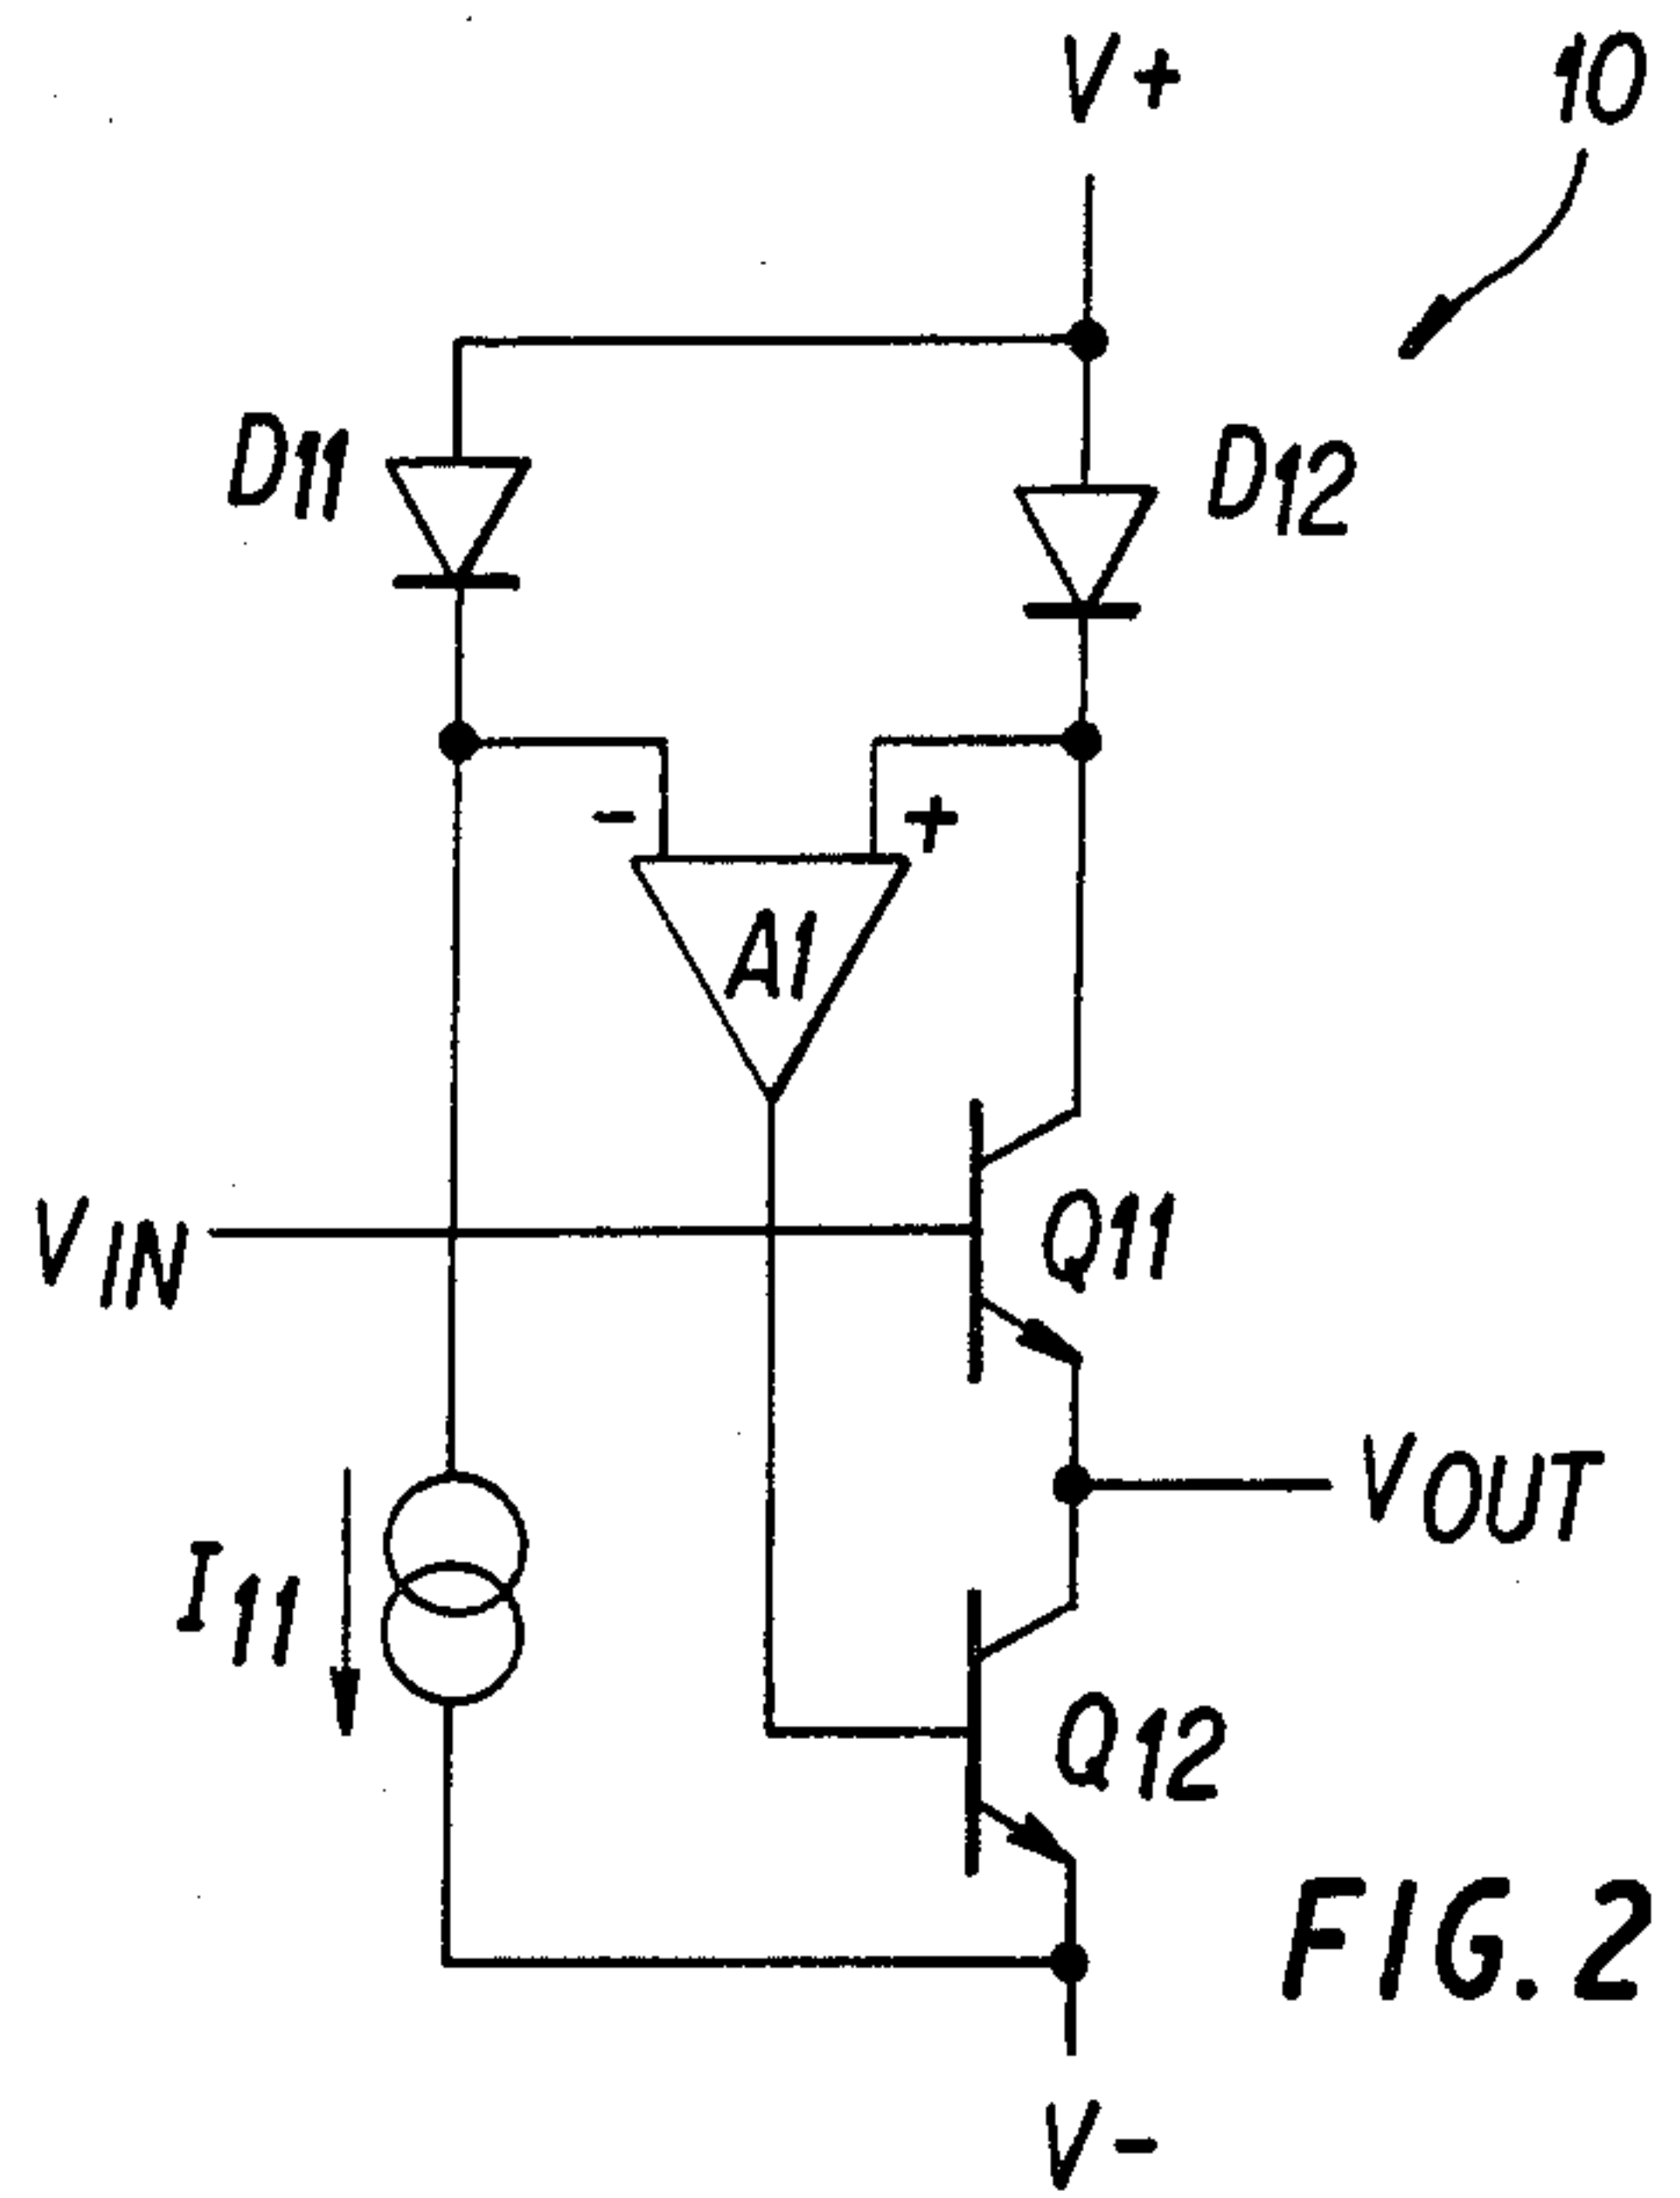 V+
10
D11
D12
- +
A1
VIN
Q11
VOUT
I11
Q12
FIG. 2
V-